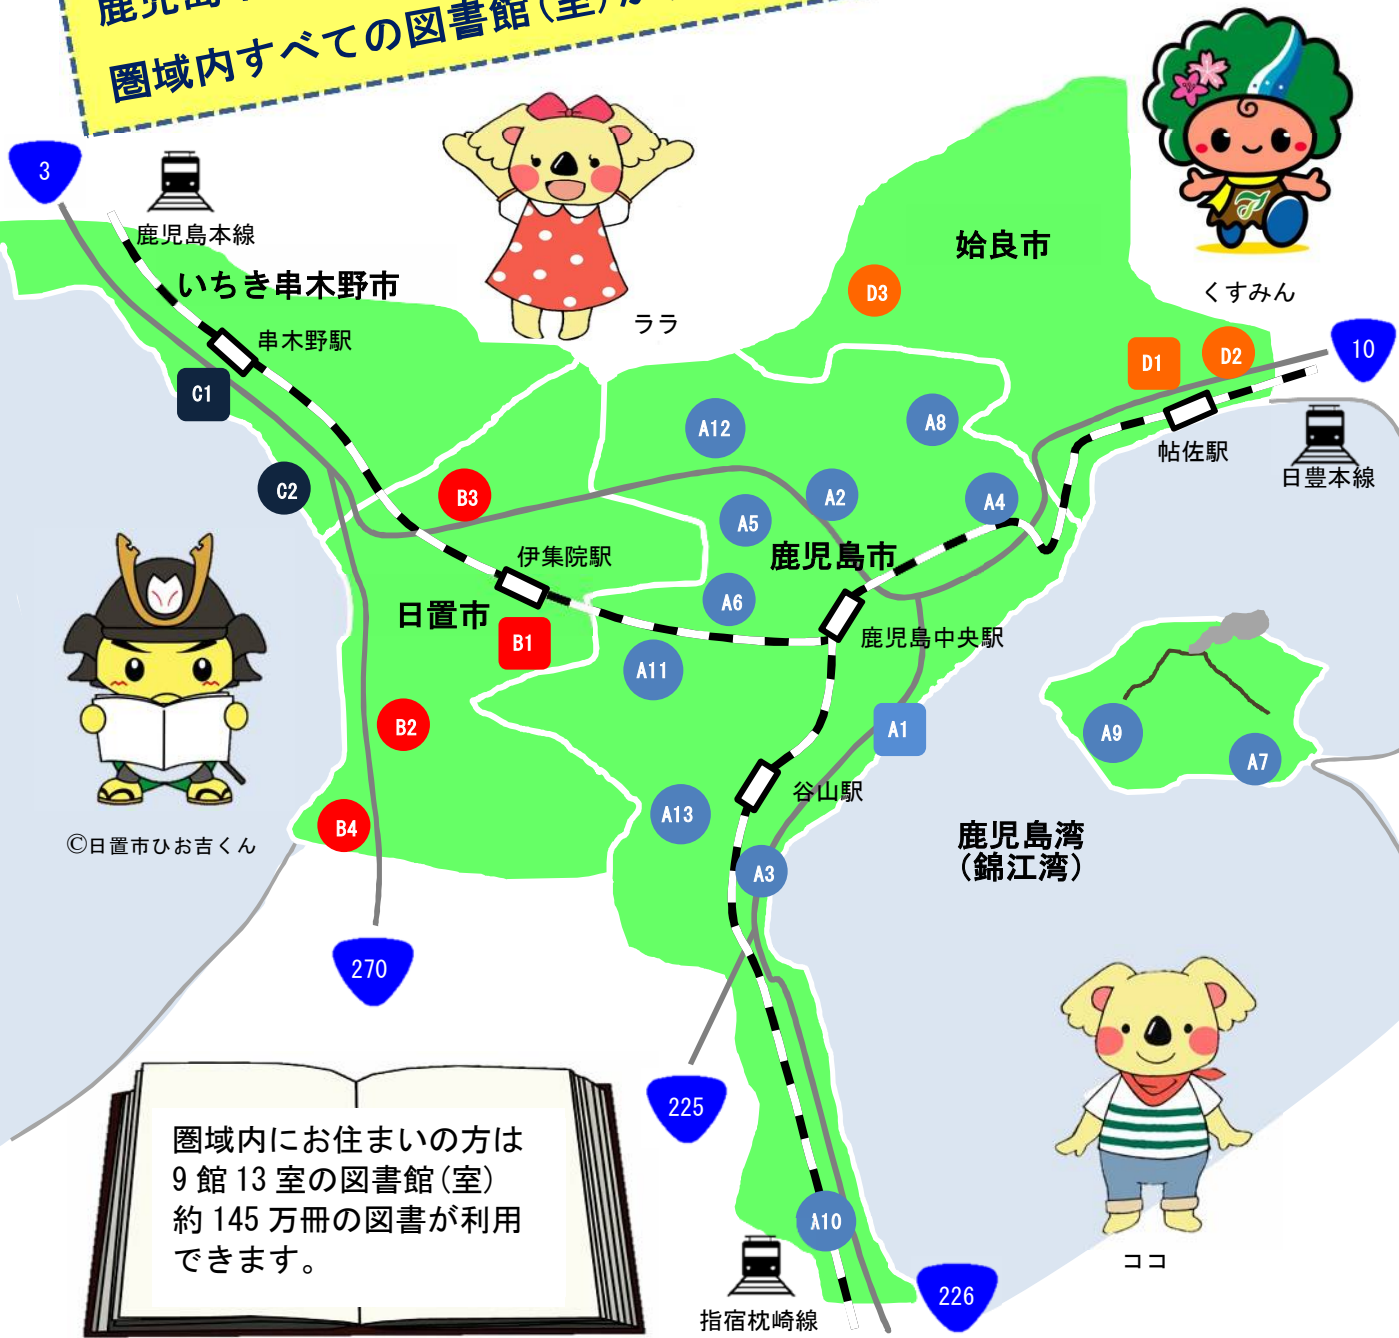 鹿児島
圏域内すべての図書館(室)が
3
鹿児島本線
いちき串木野市
串木野駅
C1
C2
ララ
姶良市
くすみん
D3
D1
D2
10
帖佐駅
日豊本線
A12
A8
A2
A4
A5
A6
鹿児島市
B3
伊集院駅
日置市
B1
A11
鹿児島中央駅
B2
A1
A9
A7
谷山駅
A13
B4
A3
©日置市ひお吉くん
鹿児島湾
(錦江湾)
270
225
圏域内にお住まいの方は
9館13室の図書館(室)
約145万冊の図書が利用
できます。
A10
ココ
226
指宿枕崎線